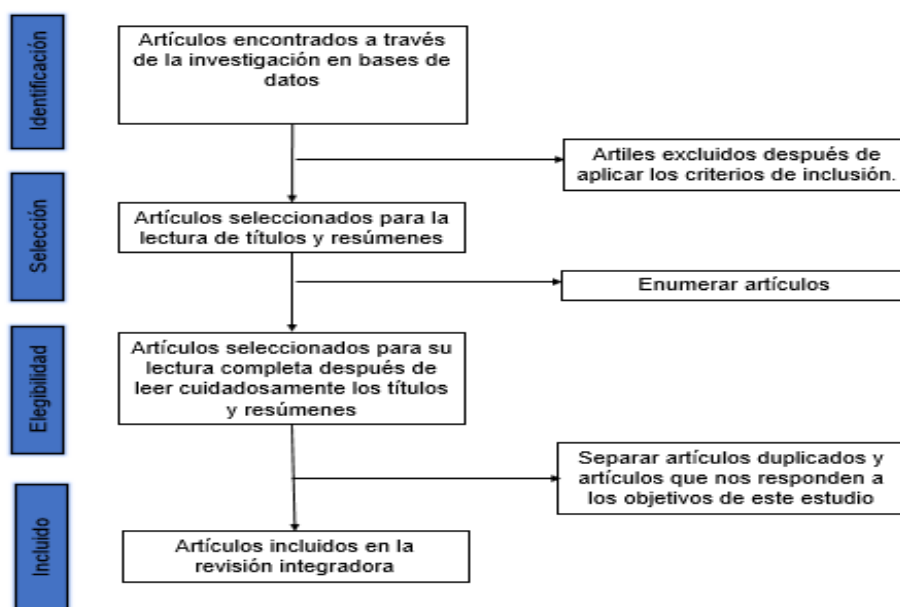 Identificación
Artículos encontrados a través
de la investigación en bases de
datos
Artiles excluidos después de
aplicar los criterios de inclusión.
Selección
Artículos seleccionados para la
lectura de títulos y resúmenes
Enumerar artículos
Elegibilidad
Artículos seleccionados para su
lectura completa después de
leer cuidadosamente los títulos
y resúmenes
Separar artículos duplicados y
artículos que nos responden a
los objetivos de este estudio
Incluido
Artículos incluidos en la
revisión integradora